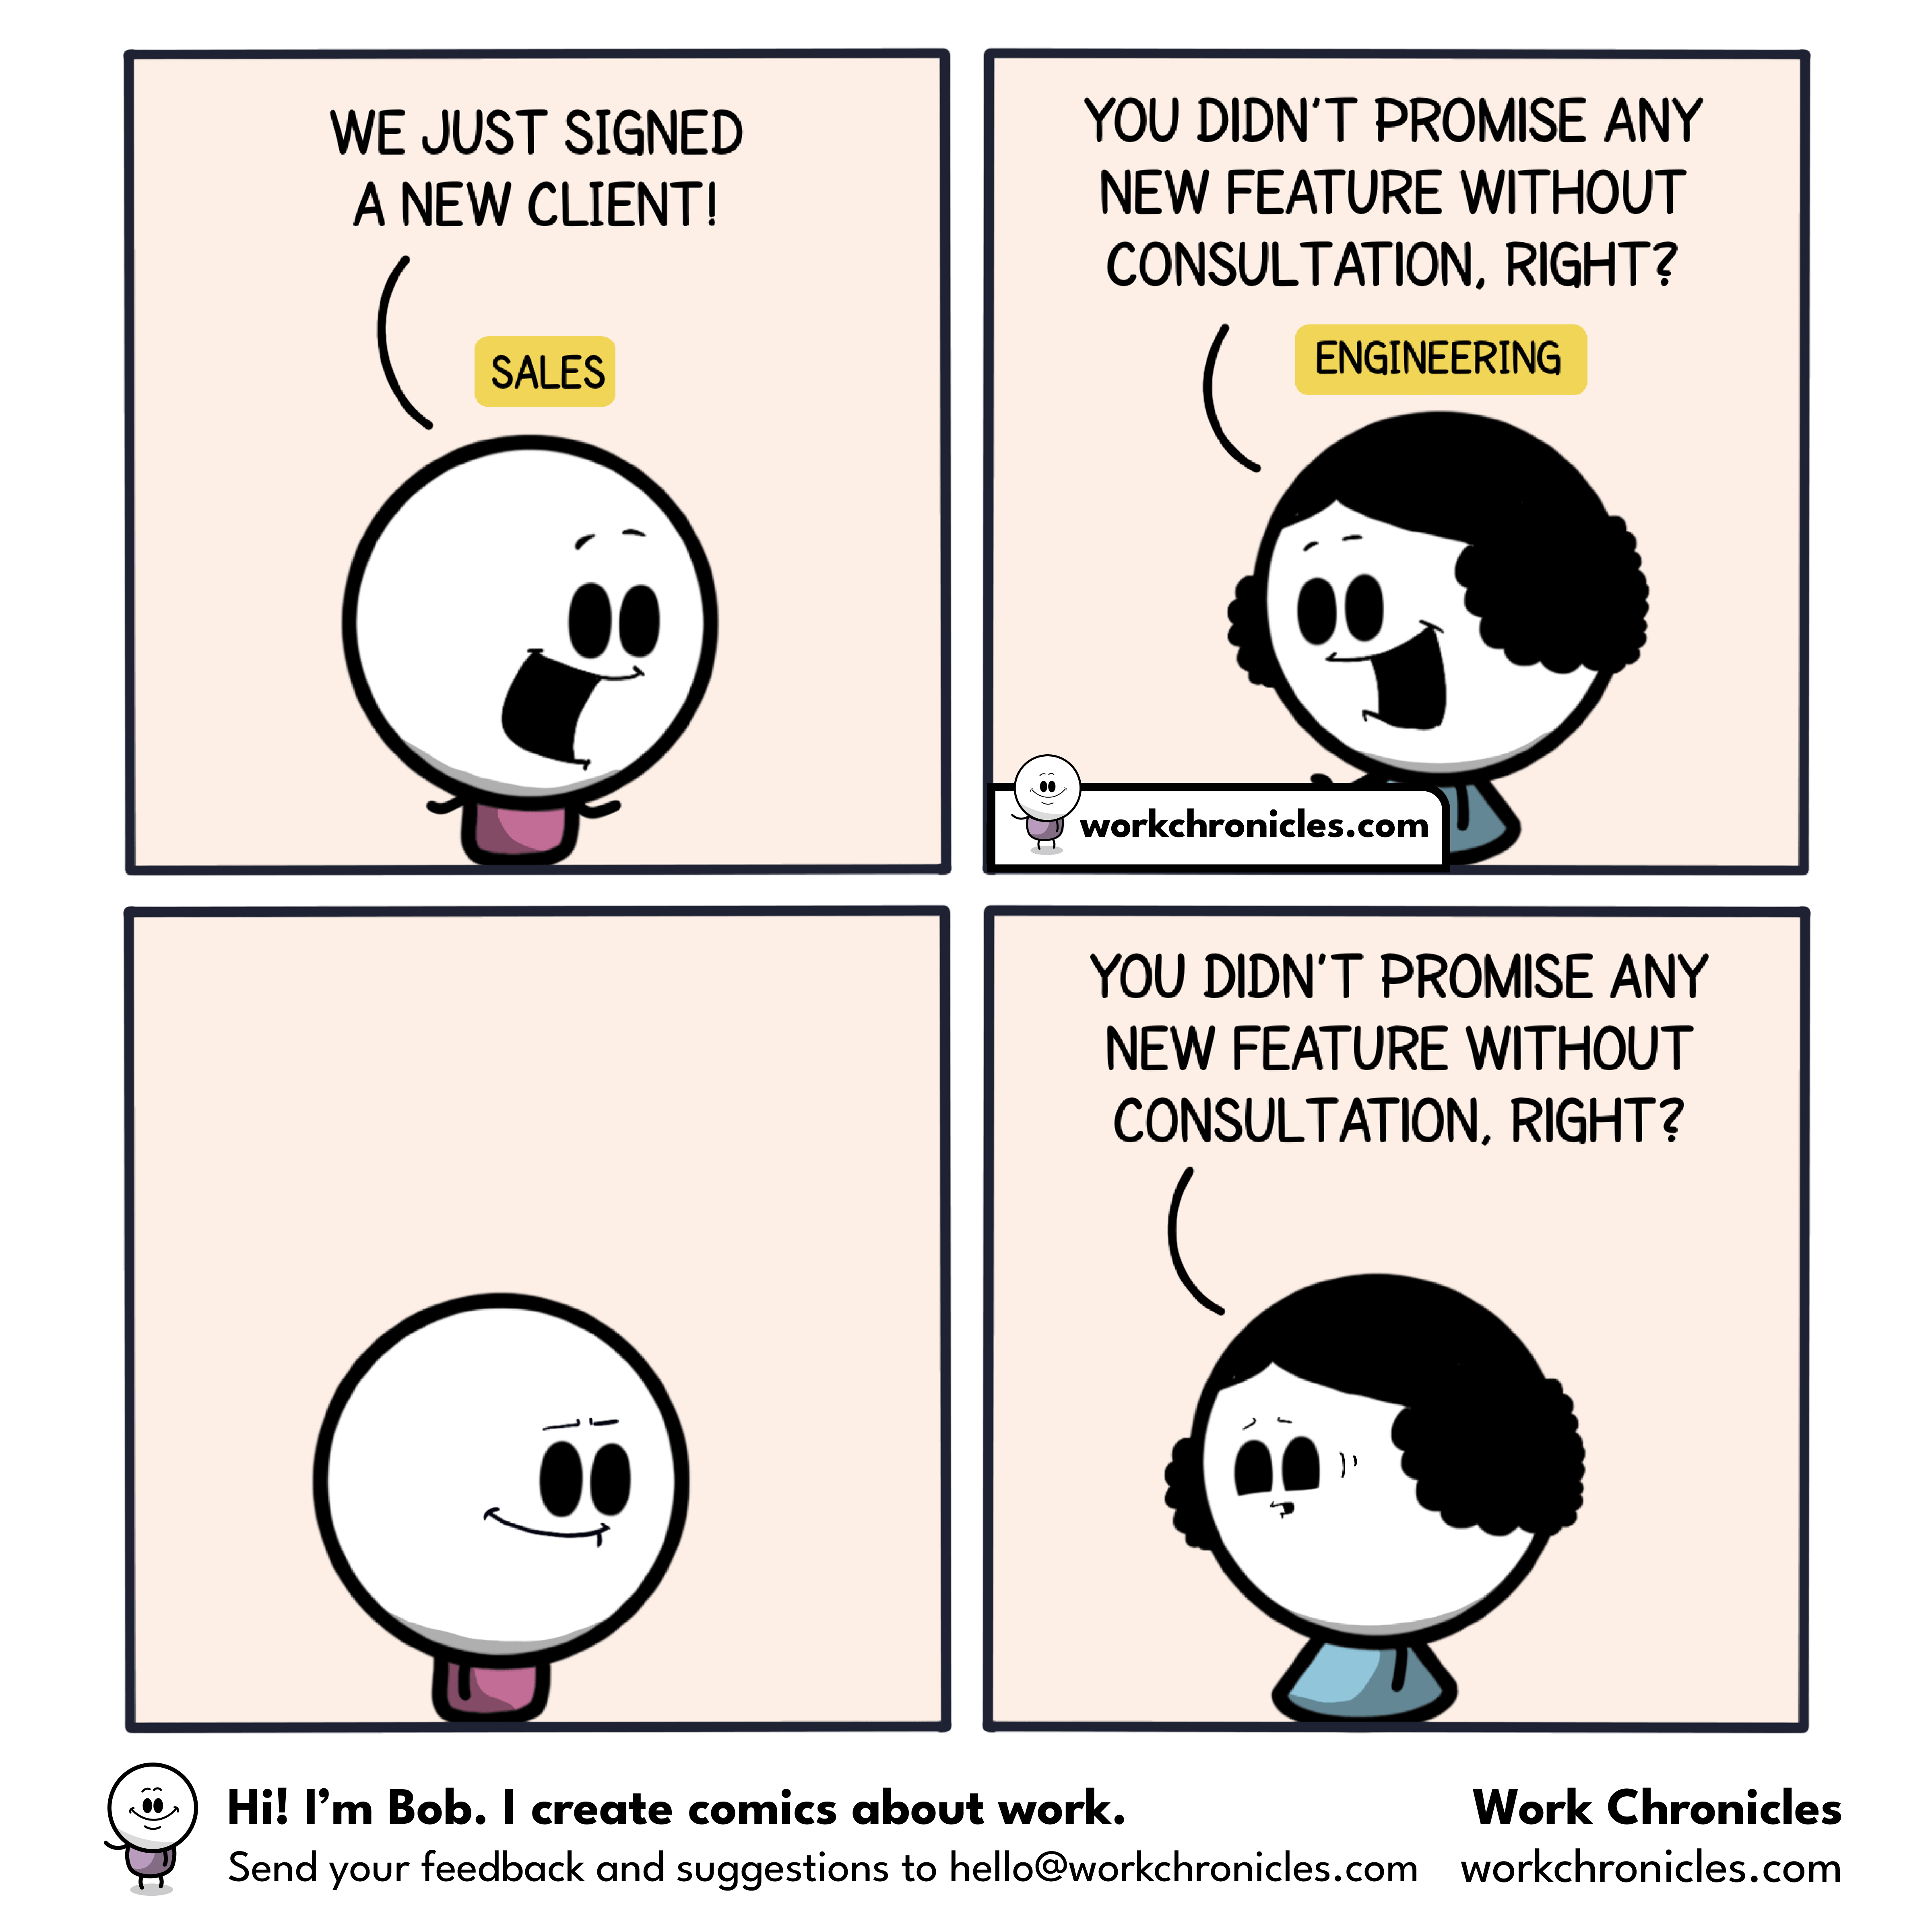 WE JUST SIGNED
A NEW CLIENT!
SALES
YOU DIDN'T PROMISE ANY
NEW FEATURE WITHOUT
CONSULTATION, RIGHT?
ENGINEERING
workchronicles.com
YOU DIDN'T PROMISE ANY
NEW FEATURE WITHOUT
CONSULTATION, RIGHT?
Hi! I'm Bob. I create comics about work.
Send your feedback and suggestions to hello@workchronicles.com
Work Chronicles
workchronicles.com